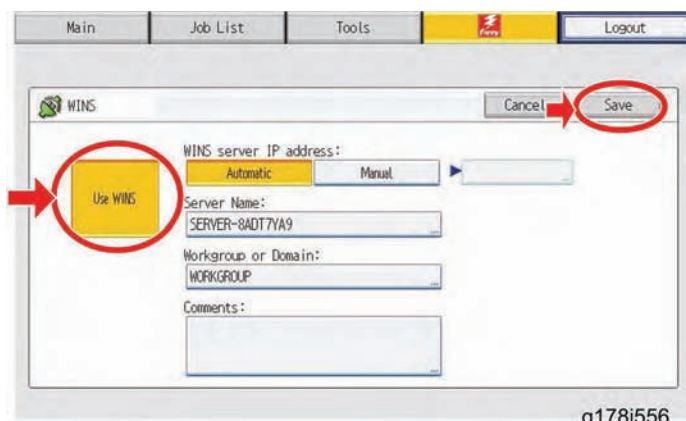 Main Job List Tools Fiery Logout
WINS Cancel Save
WINS server IP address:
Automatic Manual
Use WINS
Server Name:
SERVER-8ADT7YA9
Workgroup or Domain:
WORKGROUP
Comments:
g178i556